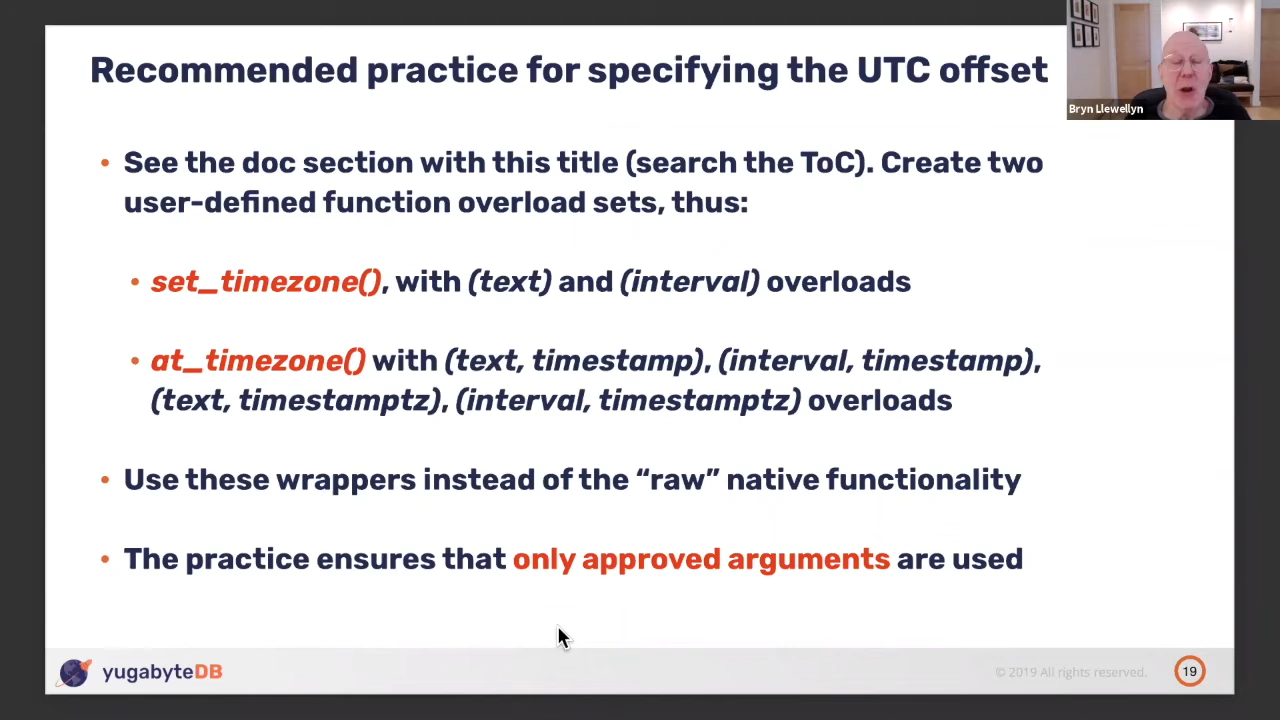 Recommended practice for specifying the UTC offset
Bryn Llewellyn
• See the doc section with this title (search the ToC). Create two
user-defined function overload sets, thus:
• set_timezone(), with (text) and (interval) overloads
• at_timezone() with (text, timestamp), (interval, timestamp),
(text, timestamptz), (interval, timestamptz) overloads
• Use these wrappers instead of the “raw” native functionality
• The practice ensures that only approved arguments are used
yugabyteDB
© 2019 All rights reserved.
19